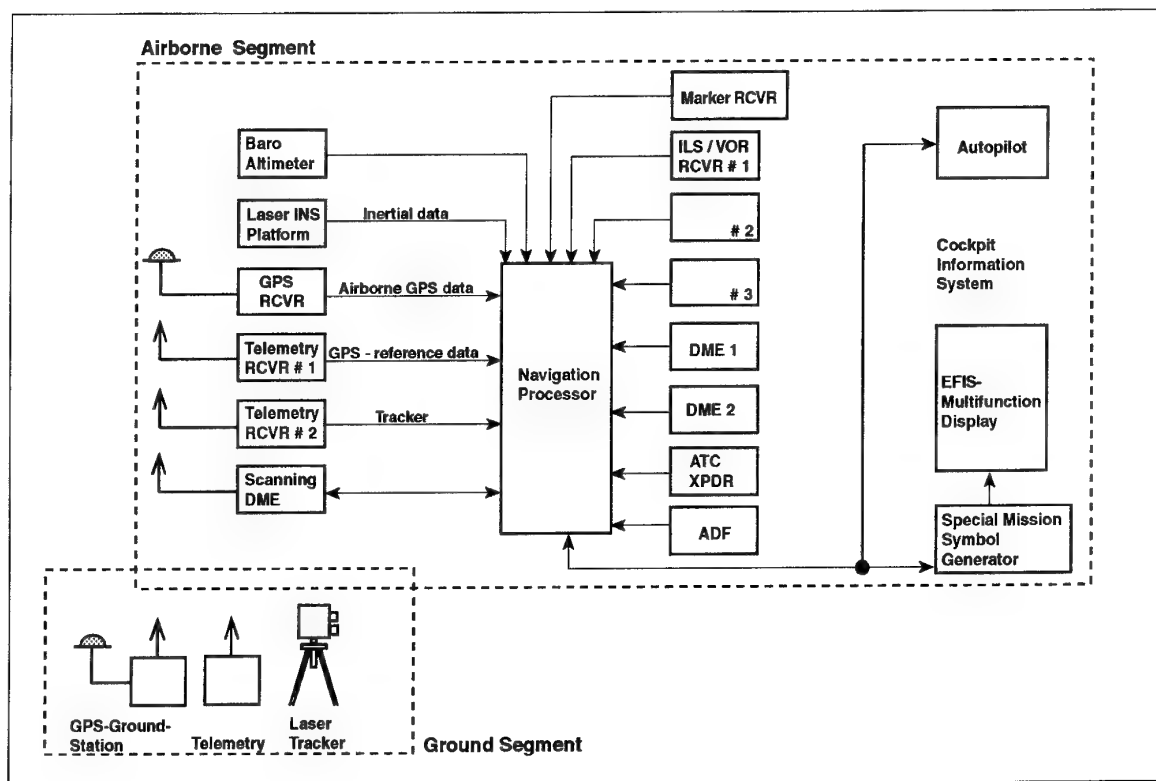 Airborne Segment
Marker RCVR
Baro
Altimeter
ILS / VOR
RCVR # 1
Autopilot
Laser INS
Platform
Inertial data
# 2
Cockpit
Information
System
GPS
RCVR
Airborne GPS data
# 3
Telemetry
RCVR # 1
GPS - reference data
Navigation
Processor
DME 1
EFIS-
Multifunction
Display
Telemetry
RCVR # 2
Tracker
DME 2
Scanning
DME
ATC
XPDR
ADF
Special Mission
Symbol
Generator
GPS-Ground-
Station
Telemetry
Laser
Tracker
Ground Segment